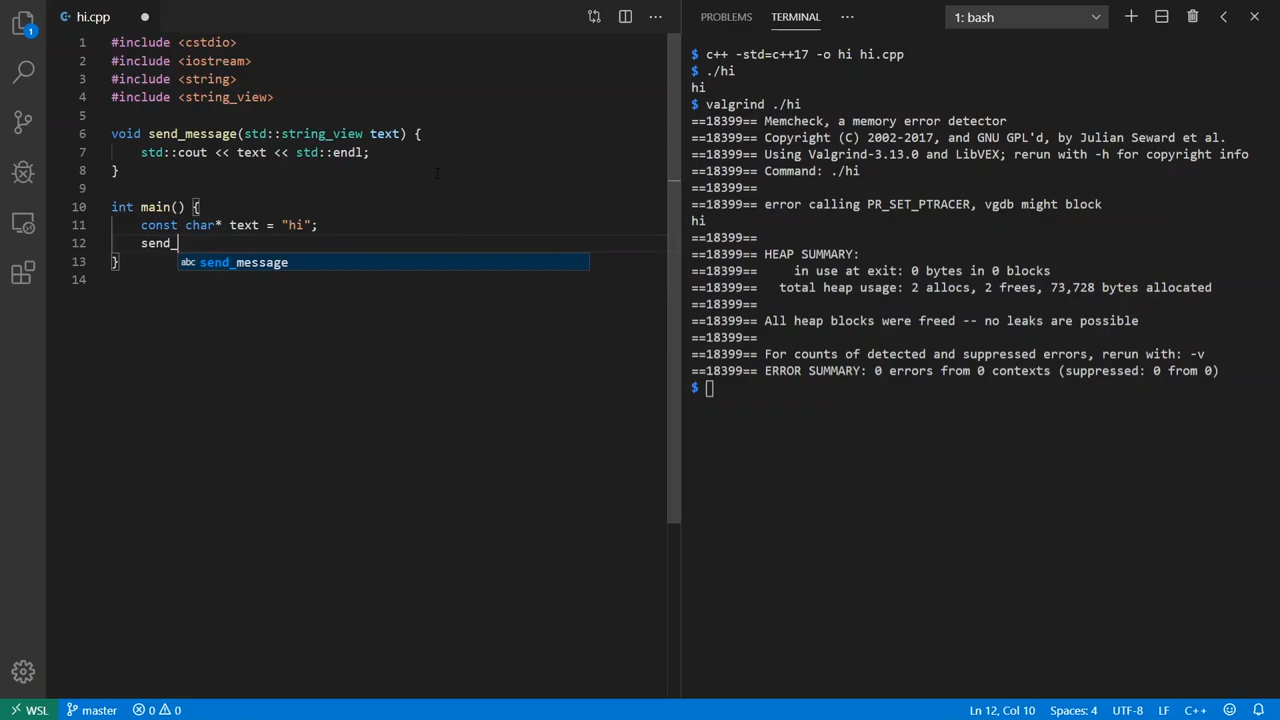 hi.cpp
1
1 #include <cstdio>
2 #include <iostream>
3 #include <string>
4 #include <string_view>
5
6 void send_message(std::string_view text) {
7     std::cout << text << std::endl;
8 }
9
10 int main() {
11     const char* text = "hi";
12     send_
abc send_message
13 }
14
PROBLEMS TERMINAL ··· 1: bash
$ c++ -std=c++17 -o hi hi.cpp
$ ./hi
hi
$ valgrind ./hi
==18399== Memcheck, a memory error detector
==18399== Copyright (C) 2002-2017, and GNU GPL'd, by Julian Seward et al.
==18399== Using Valgrind-3.13.0 and LibVEX; rerun with -h for copyright info
==18399== Command: ./hi
==18399==
==18399== error calling PR_SET_PTRACER, vgdb might block
hi
==18399==
==18399== HEAP SUMMARY:
==18399==     in use at exit: 0 bytes in 0 blocks
==18399==   total heap usage: 2 allocs, 2 frees, 73,728 bytes allocated
==18399==
==18399== All heap blocks were freed -- no leaks are possible
==18399==
==18399== For counts of detected and suppressed errors, rerun with: -v
==18399== ERROR SUMMARY: 0 errors from 0 contexts (suppressed: 0 from 0)
$
WSL master 0 0 Ln 12, Col 10 Spaces: 4 UTF-8 LF C++